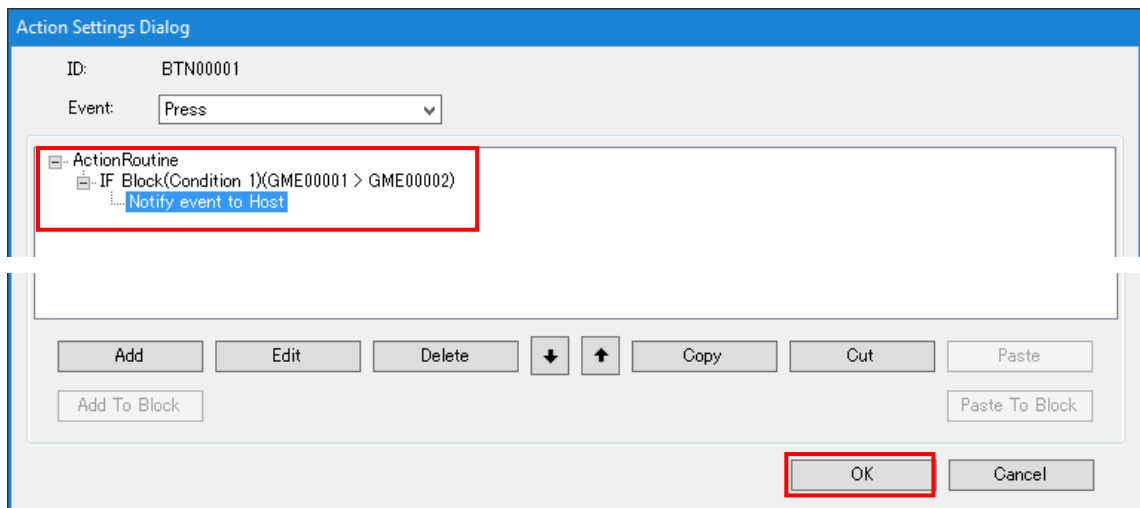 Action Settings Dialog
ID: BTN00001
Event: Press
ActionRoutine
IF Block(Condition 1)(GME00001 > GME00002)
Notify event to Host
Add Edit Delete Copy Cut Paste
Add To Block Paste To Block
OK Cancel